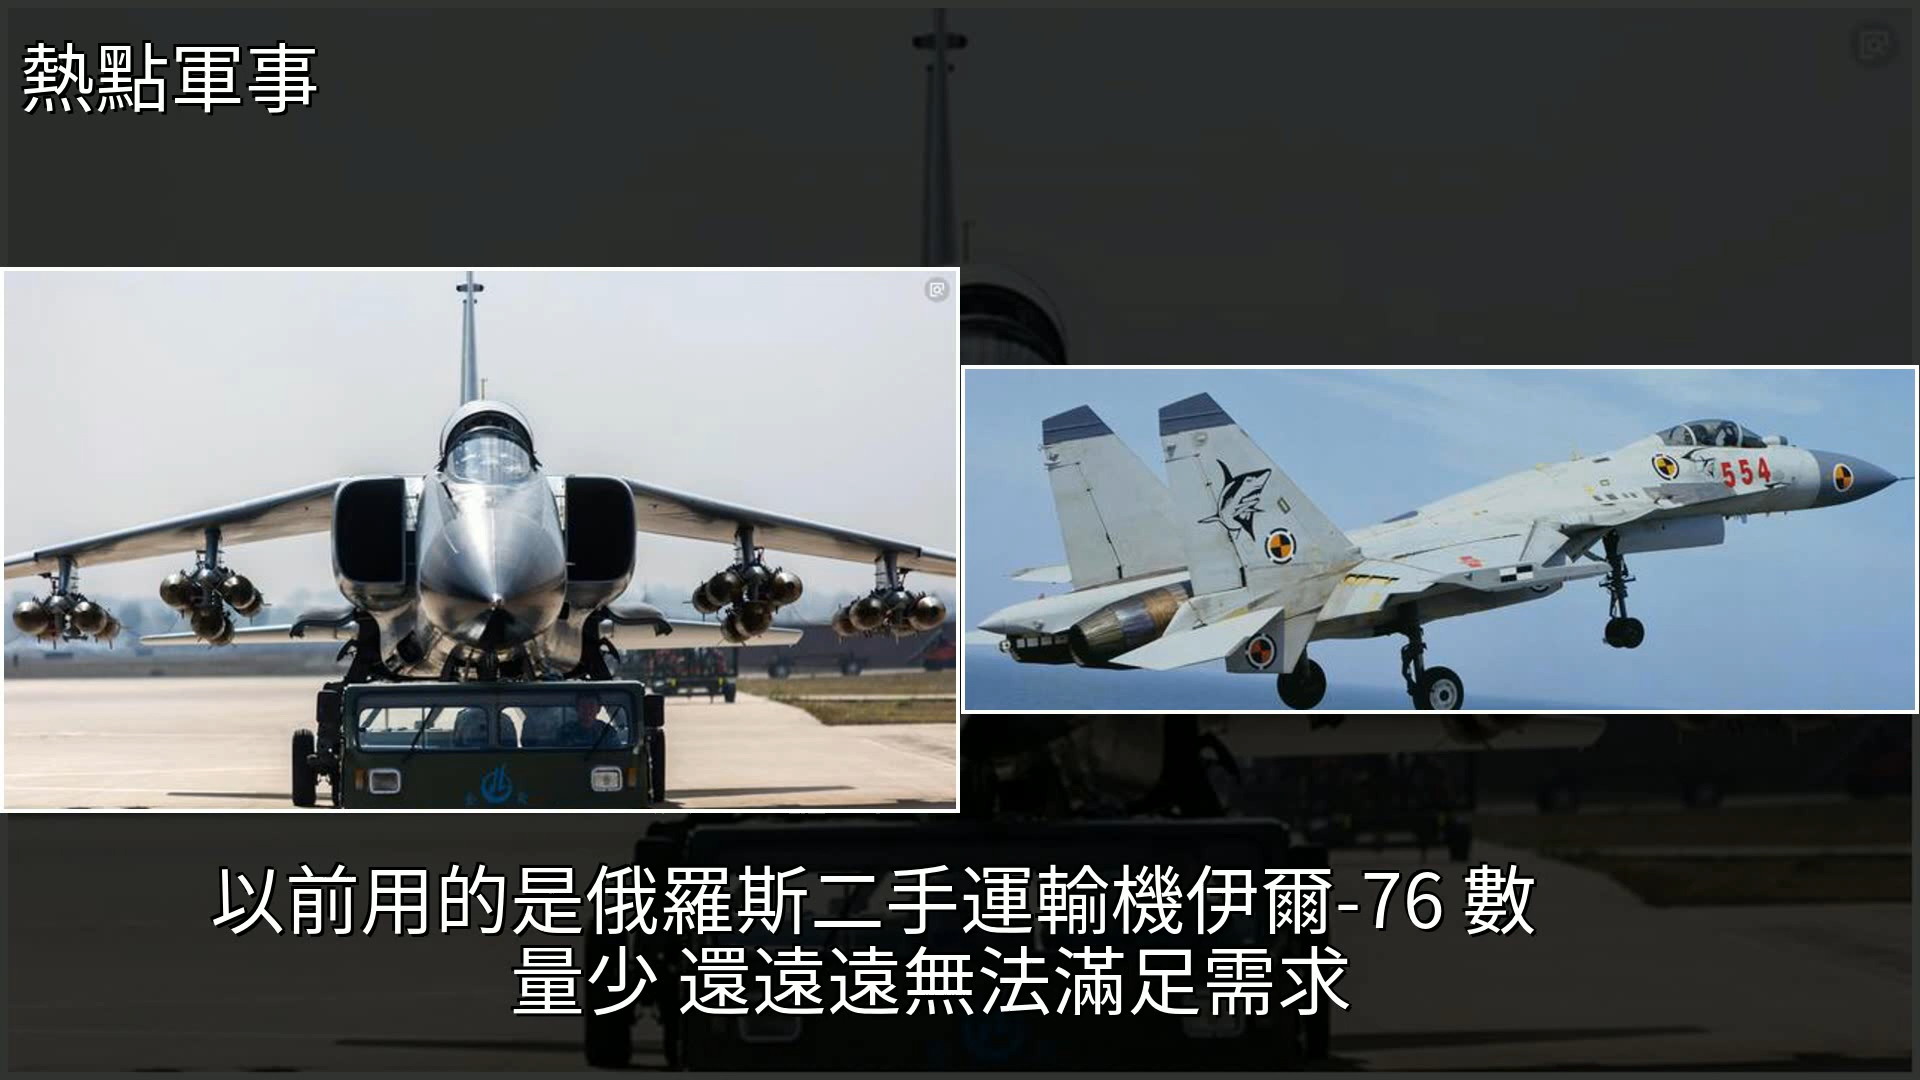 熱點軍事
554
以前用的是俄羅斯二手運輸機伊爾-76 數
量少 還遠遠無法滿足需求